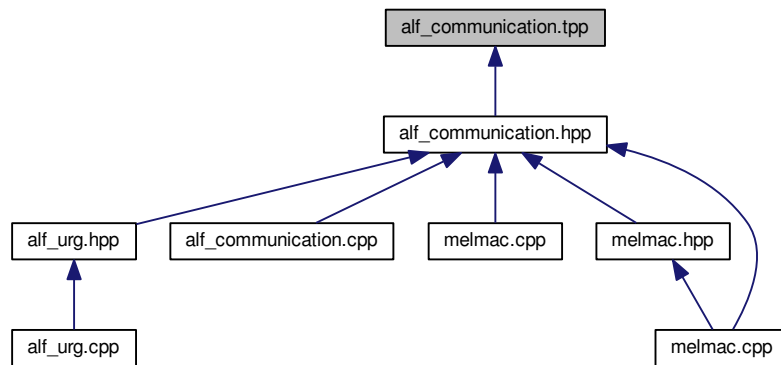 alf_communication.tpp
alf_communication.hpp
alf_urg.hpp
alf_communication.cpp
melmac.cpp
melmac.hpp
alf_urg.cpp
melmac.cpp